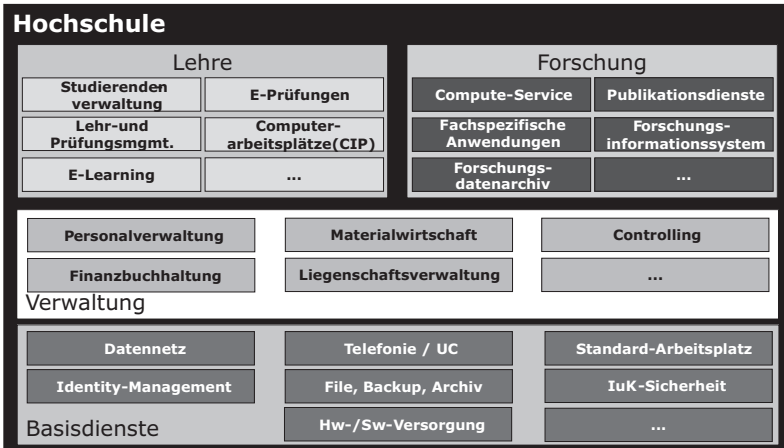 Hochschule
Lehre
Studierenden
verwaltung
E-Prüfungen
Lehr-und
Prüfungsmgmt.
Computer-
arbeitsplätze(CIP)
E-Learning
...
Forschung
Compute-Service
Publikationsdienste
Fachspezifische
Anwendungen
Forschungs-
informationssystem
Forschungs-
datenarchiv
...
Personalverwaltung
Materialwirtschaft
Controlling
Finanzbuchhaltung
Liegenschaftsverwaltung
...
Verwaltung
Datennetz
Telefonie / UC
Standard-Arbeitsplatz
Identity-Management
File, Backup, Archiv
IuK-Sicherheit
Basisdienste
Hw-/Sw-Versorgung
...